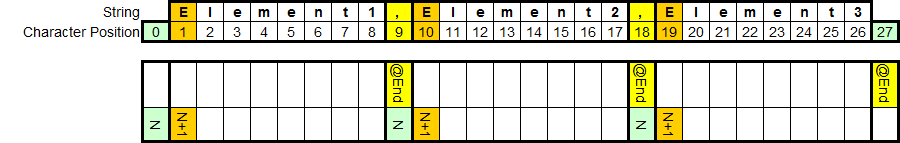 String E l e m e n t 1 , E l e m e n t 2 , E l e m e n t 3
Character Position 0 1 2 3 4 5 6 7 8 9 10 11 12 13 14 15 16 17 18 19 20 21 22 23 24 25 26 27
@End @End @End
N N+1 N N+1 N N+1